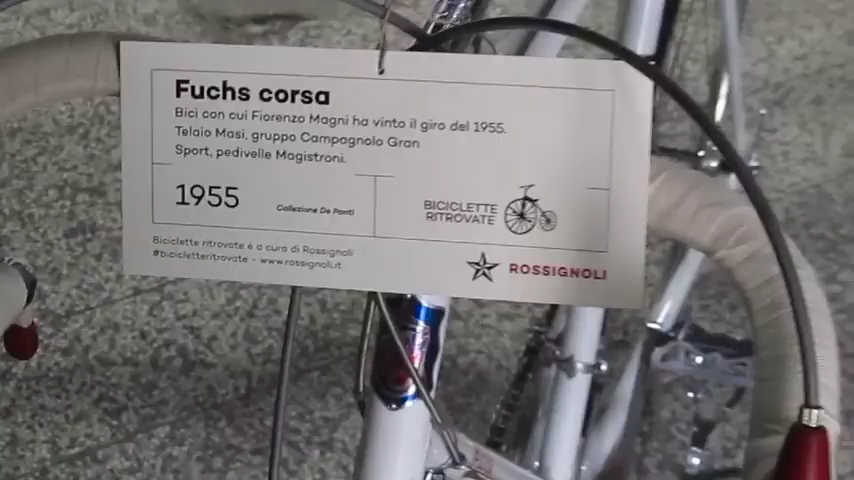 Fuchs corsa
Bici con cui Fiorenzo Magni ha vinto il giro del 1955.
Telaio Masi, gruppo Campagnolo Gran
Sport, pedivelle Magistroni.
1955
Collezione De Ponti
BICICLETTE
RITROVATE
Biciclette ritrovate è a cura di Rossignoli
#bicicletteritrovate - www.rossignoli.it
ROSSIGNOLI